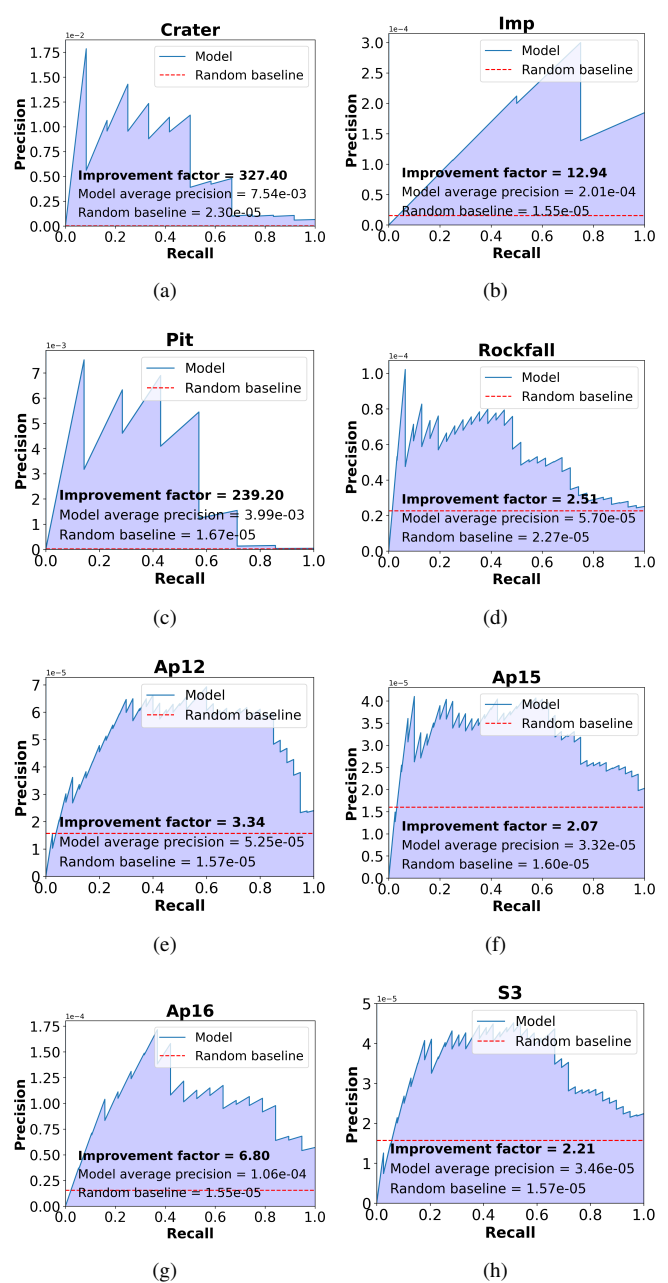 Crater
1e-2
1.75
1.50
1.25
1.00
0.75
0.50
0.25
0.00
Precision
Model
Random baseline
Improvement factor = 327.40
Model average precision = 7.54e-03
Random baseline = 2.30e-05
0.0 0.2 0.4 0.6 0.8 1.0
Recall
(a)
Imp
1e-4
3.0
2.5
2.0
1.5
1.0
0.5
0.0
Precision
Model
Random baseline
Improvement factor = 12.94
Model average precision = 2.01e-04
Random baseline = 1.55e-05
0.0 0.2 0.4 0.6 0.8 1.0
Recall
(b)
Pit
1e-3
7
6
5
4
3
2
1
0
Precision
Model
Random baseline
Improvement factor = 239.20
Model average precision = 3.99e-03
Random baseline = 1.67e-05
0.0 0.2 0.4 0.6 0.8 1.0
Recall
(c)
Rockfall
1e-4
1.0
0.8
0.6
0.4
0.2
0.0
Precision
Model
Random baseline
Improvement factor = 2.51
Model average precision = 5.70e-05
Random baseline = 2.27e-05
0.0 0.2 0.4 0.6 0.8 1.0
Recall
(d)
Ap12
1e-5
7
6
5
4
3
2
1
0
Precision
Model
Random baseline
Improvement factor = 3.34
Model average precision = 5.25e-05
Random baseline = 1.57e-05
0.0 0.2 0.4 0.6 0.8 1.0
Recall
(e)
Ap15
1e-5
4.0
3.5
3.0
2.5
2.0
1.5
1.0
0.5
0.0
Precision
Model
Random baseline
Improvement factor = 2.07
Model average precision = 3.32e-05
Random baseline = 1.60e-05
0.0 0.2 0.4 0.6 0.8 1.0
Recall
(f)
Ap16
1e-4
1.75
1.50
1.25
1.00
0.75
0.50
0.25
0.00
Precision
Model
Random baseline
Improvement factor = 6.80
Model average precision = 1.06e-04
Random baseline = 1.55e-05
0.0 0.2 0.4 0.6 0.8 1.0
Recall
(g)
S3
1e-5
5
4
3
2
1
0
Precision
Model
Random baseline
Improvement factor = 2.21
Model average precision = 3.46e-05
Random baseline = 1.57e-05
0.0 0.2 0.4 0.6 0.8 1.0
Recall
(h)